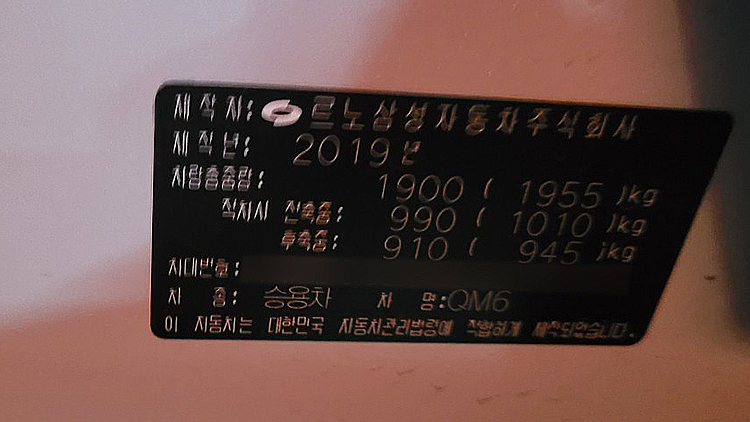 제 작 자: 르노삼성자동차주식회사
제 작 년: 2019년
차량총중량: 1900 ( 1955 )kg
적차시 전축중: 990 ( 1010 )kg
후축중: 910 ( 945 )kg
차대번호:
차 종: 승용차 차 명:QM6
이 자동차는 대한민국 자동차관리법령에 적합하게 제작되었습니다.